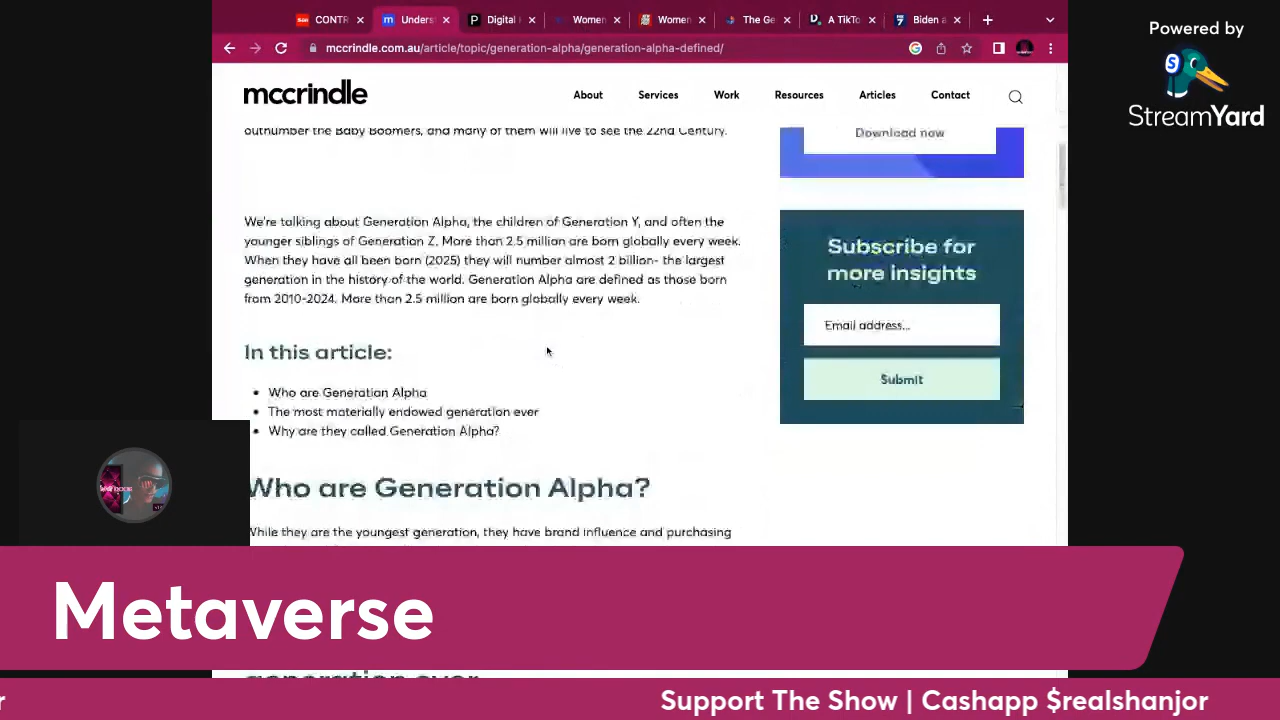 CONTR
Underst
Digital
Women
Women
The Ge
A TikTo
Biden a
mccrindle.com.au/article/topic/generation-alpha/generation-alpha-defined/
Powered by
StreamYard
mccrindle
About
Services
Work
Resources
Articles
Contact
outnumber the Baby Boomers, and many of them will live to see the 22nd Century.
Download now
We're talking about Generation Alpha, the children of Generation Y, and often the
younger siblings of Generation Z. More than 2.5 million are born globally every week.
When they have all been born (2025) they will number almost 2 billion- the largest
generation in the history of the world. Generation Alpha are defined as those born
from 2010-2024. More than 2.5 million are born globally every week.
Subscribe for
more insights
Email address...
Submit
In this article:
Who are Generation Alpha
The most materially endowed generation ever
Why are they called Generation Alpha?
Who are Generation Alpha?
While they are the youngest generation, they have brand influence and purchasing
Metaverse
generation ever
r
Support The Show | Cashapp $realshanjor